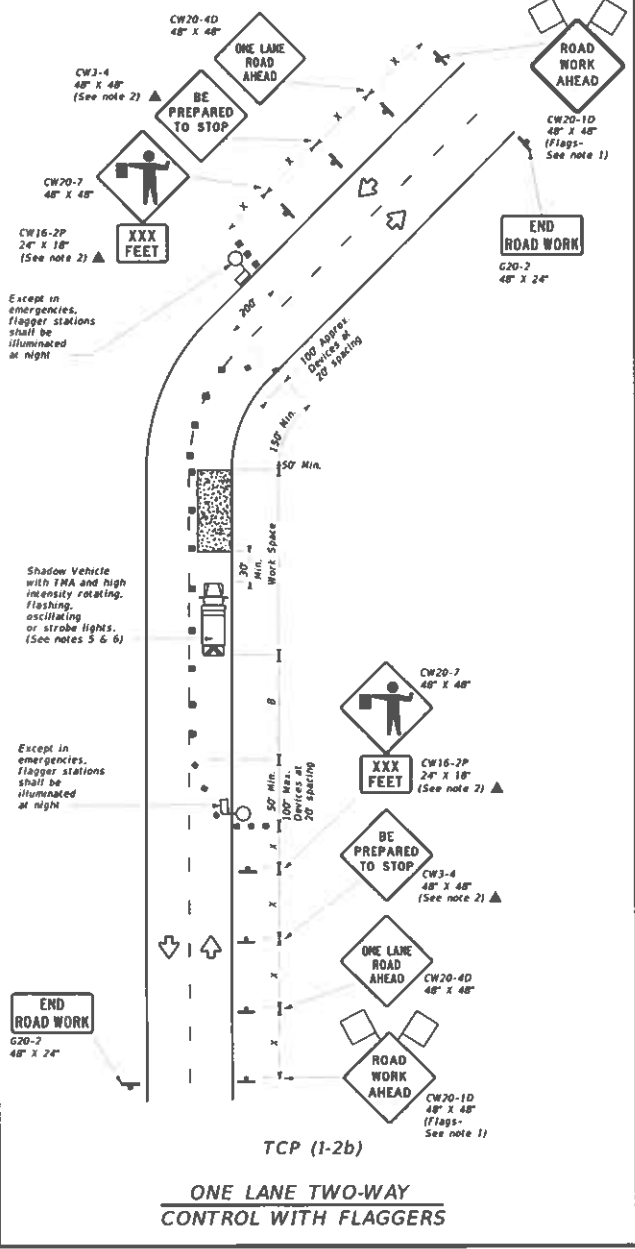 CW20-4D
48" X 48"
ONE LANE
ROAD
AHEAD
CW3-4
48" X 48"
(See note 2) ▲
BE
PREPARED
TO STOP
CW20-7
48" X 48"
CW16-2P
24" X 18"
(See note 2) ▲
XXX
FEET
ROAD
WORK
AHEAD
CW20-1D
48" X 48"
(Flags-
See note 1)
END
ROAD WORK
G20-2
48" X 24"
X
X
X
X
Except in
emergencies,
flagger stations
shall be
illuminated
at night
200'
100' Approx.
Devices at
20' spacing
150' Min.
50' Min.
Work Space
30'
Min.
Shadow Vehicle
with TMA and high
intensity rotating,
flashing,
oscillating
or strobe lights.
(See notes 5 & 6)
B
Except in
emergencies,
flagger stations
shall be
illuminated
at night
50' Min.
100' Max.
Devices at
20' spacing
CW20-7
48" X 48"
XXX
FEET
CW16-2P
24" X 18"
(See note 2) ▲
X
BE
PREPARED
TO STOP
CW3-4
48" X 48"
(See note 2) ▲
X
ONE LANE
ROAD
AHEAD
CW20-4D
48" X 48"
X
X
END
ROAD WORK
G20-2
48" X 24"
ROAD
WORK
AHEAD
CW20-1D
48" X 48"
(Flags-
See note 1)
TCP (1-2b)
ONE LANE TWO-WAY
CONTROL WITH FLAGGERS